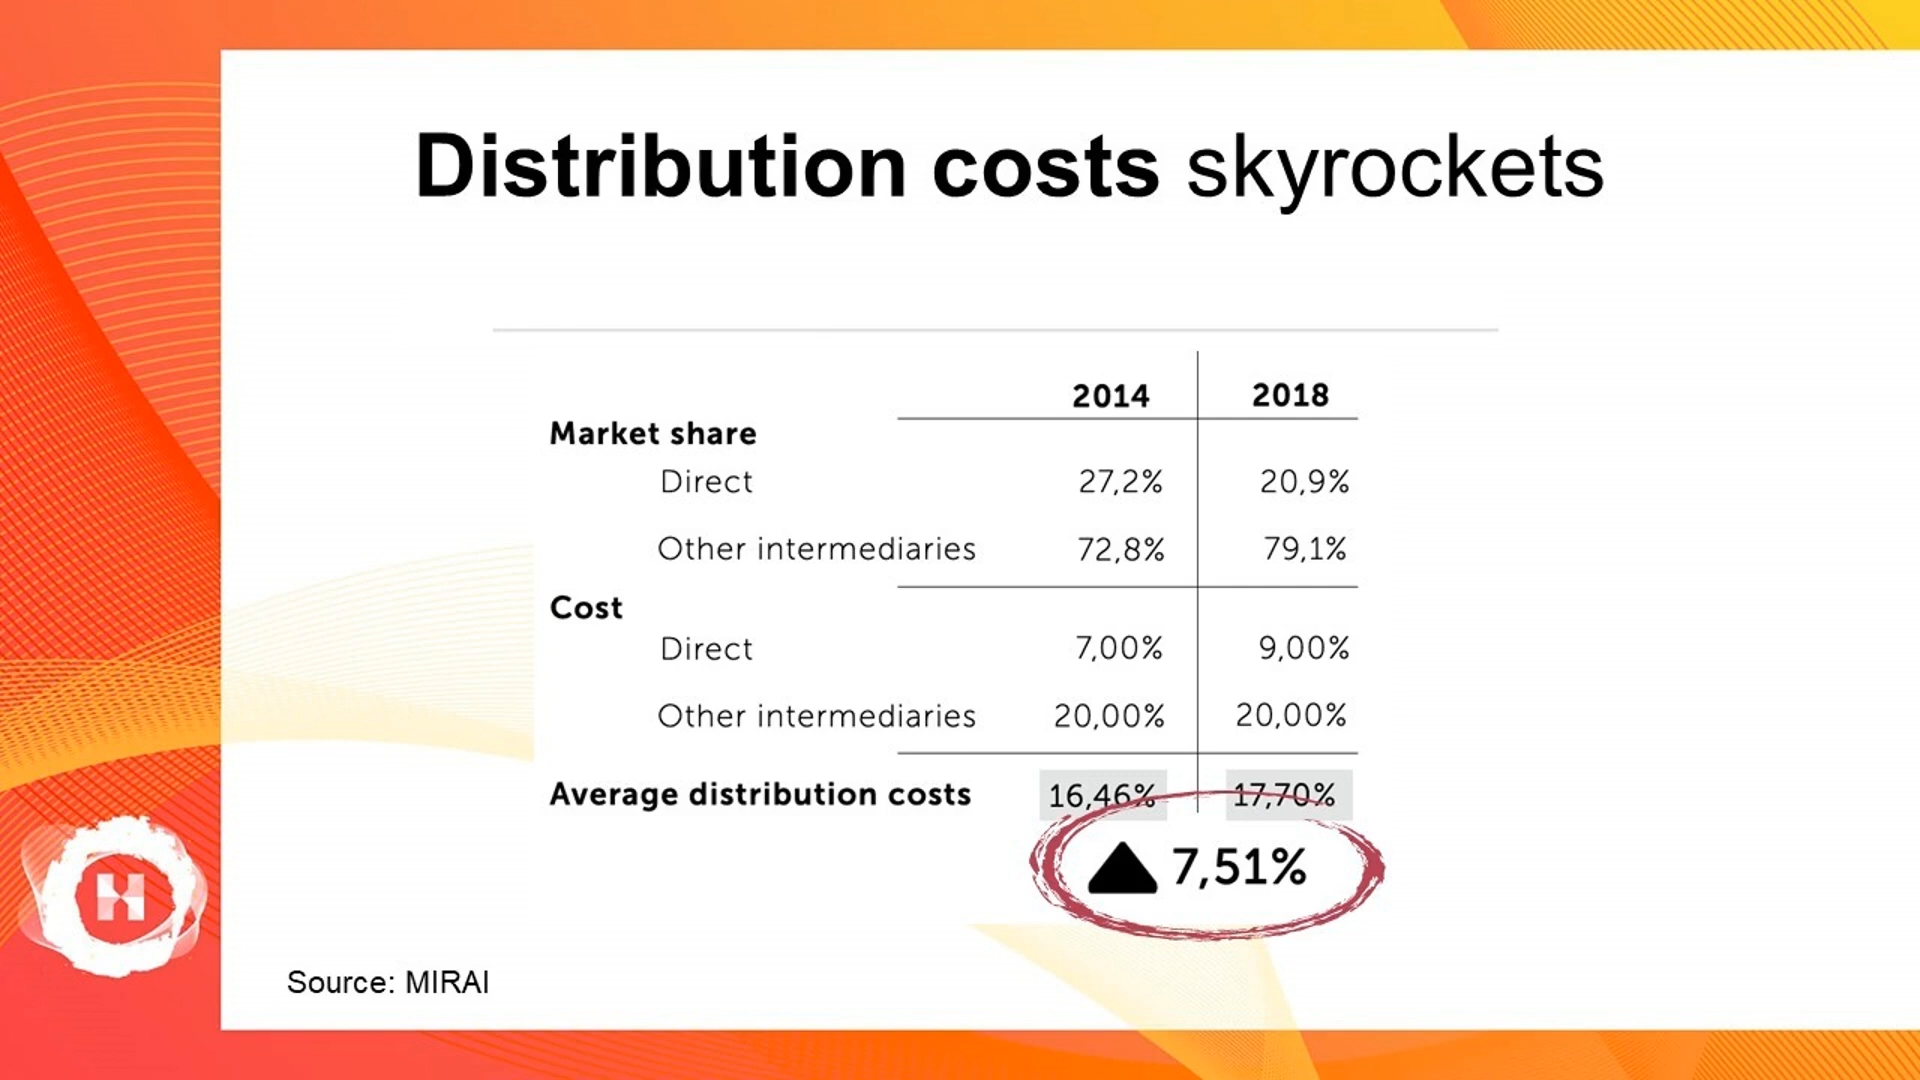 Distribution costs skyrockets
2014 2018
Market share
Direct 27,2% 20,9%
Other intermediaries 72,8% 79,1%
Cost
Direct 7,00% 9,00%
Other intermediaries 20,00% 20,00%
Average distribution costs 16,46% 17,70%
7,51%
H
Source: MIRAI